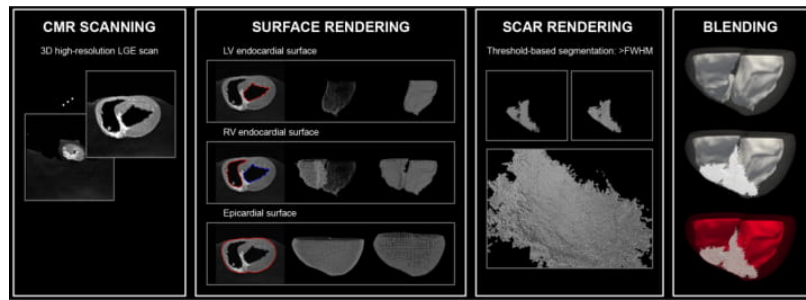 CMR SCANNING
3D high-resolution LGE scan
SURFACE RENDERING
LV endocardial surface
RV endocardial surface
Epicardial surface
SCAR RENDERING
Threshold-based segmentation: >FWHM
BLENDING